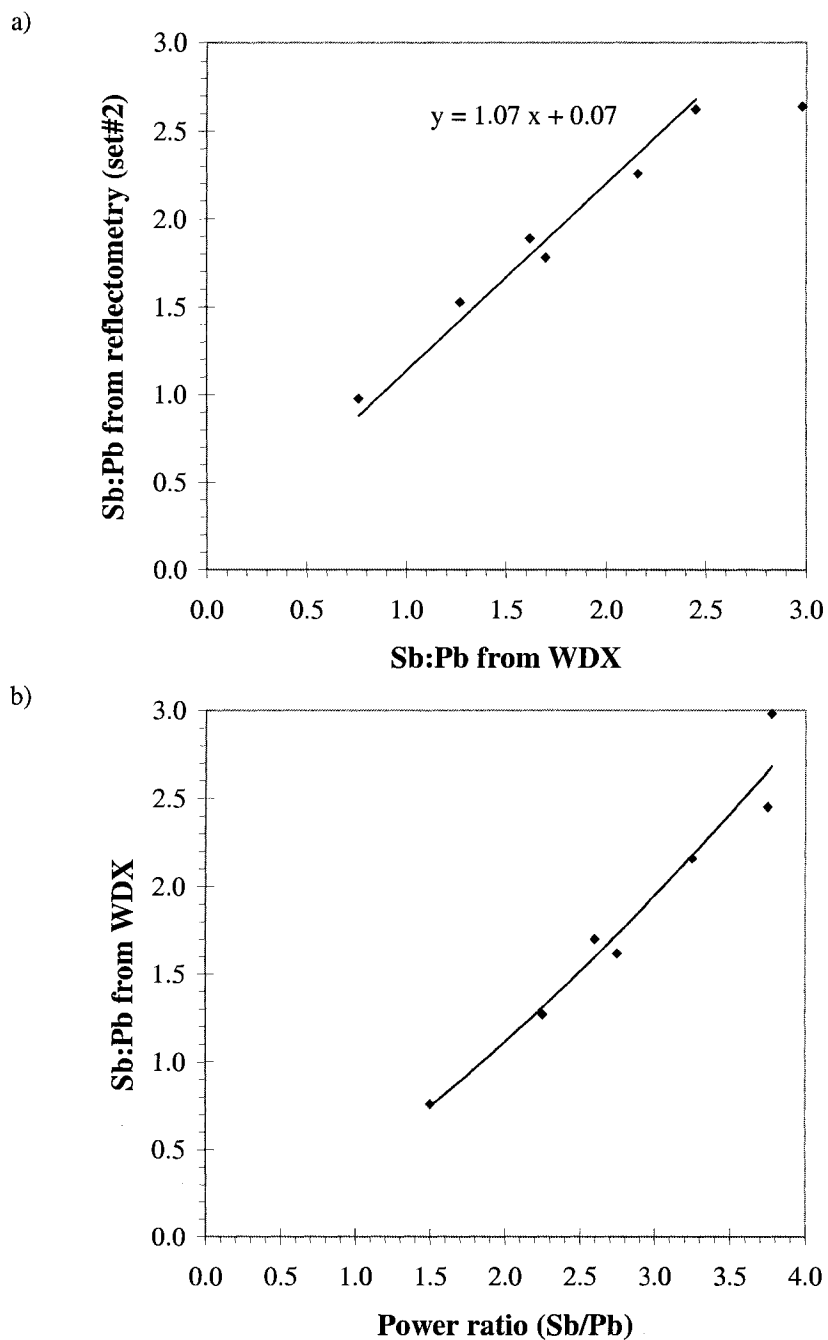 a)
3.0
2.5
2.0
1.5
1.0
0.5
0.0
Sb:Pb from reflectometry (set#2)
y = 1.07 x + 0.07
0.0 0.5 1.0 1.5 2.0 2.5 3.0
Sb:Pb from WDX
b)
3.0
2.5
2.0
1.5
1.0
0.5
0.0
Sb:Pb from WDX
0.0 0.5 1.0 1.5 2.0 2.5 3.0 3.5 4.0
Power ratio (Sb/Pb)